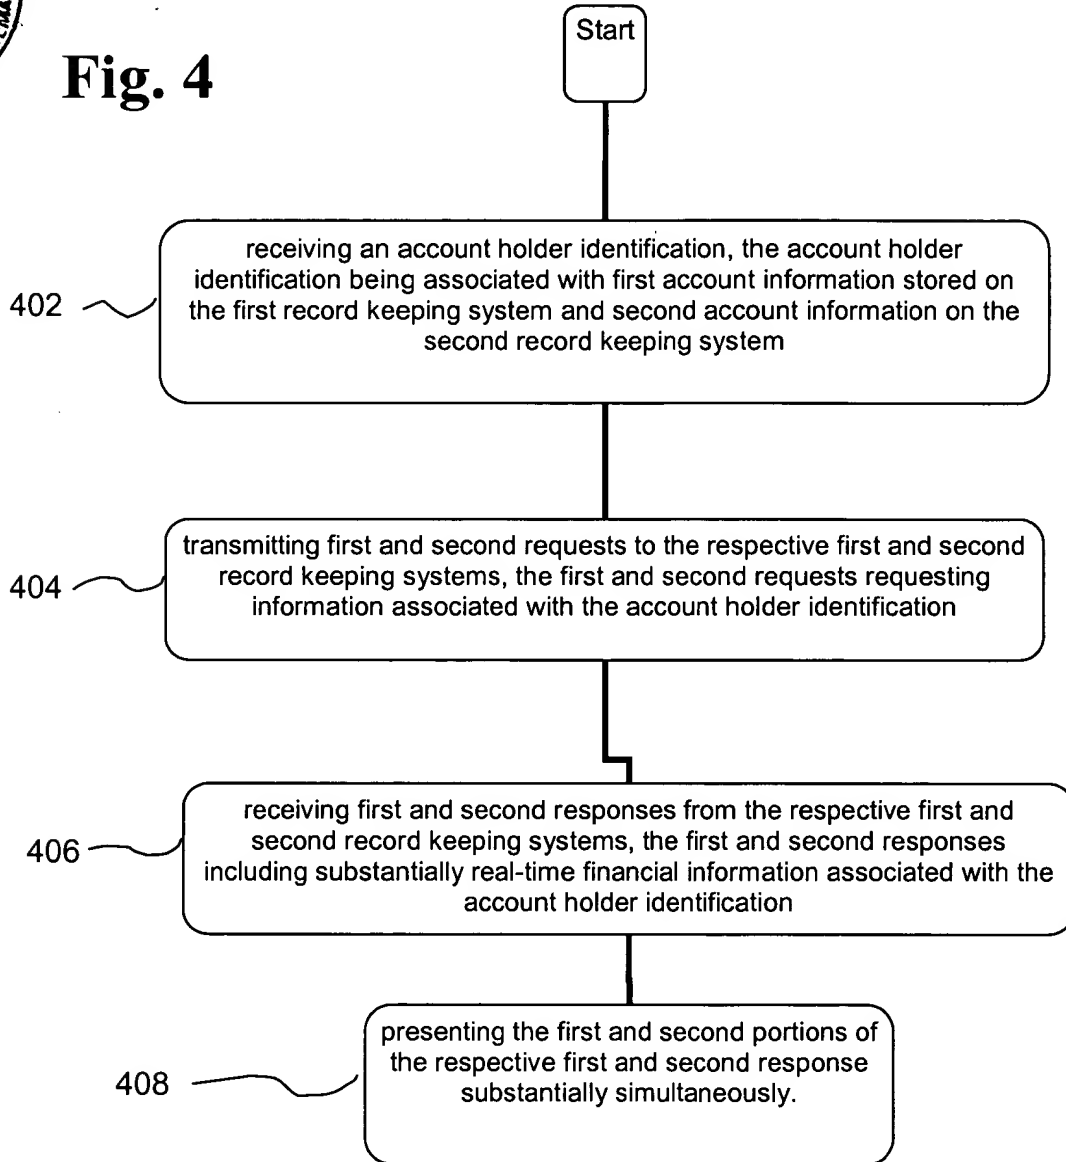 Start
Fig. 4
receiving an account holder identification, the account holder
identification being associated with first account information stored on
the first record keeping system and second account information on the
second record keeping system
402
transmitting first and second requests to the respective first and second
record keeping systems, the first and second requests requesting
information associated with the account holder identification
404
receiving first and second responses from the respective first and
second record keeping systems, the first and second responses
including substantially real-time financial information associated with the
account holder identification
406
presenting the first and second portions of
the respective first and second response
substantially simultaneously.
408